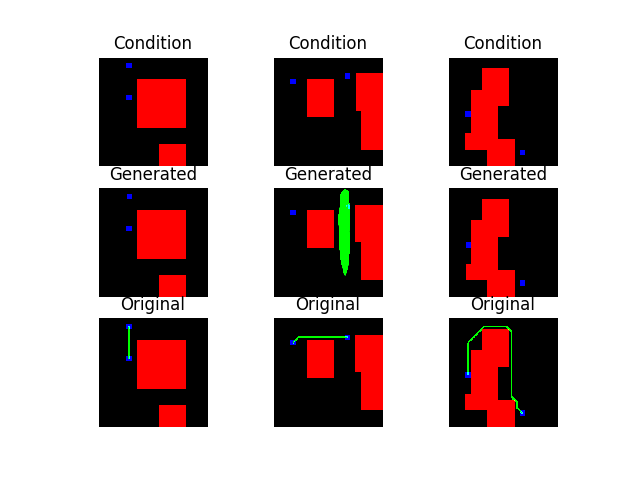 Condition
Condition
Condition
Generated
Generated
Generated
Original
Original
Original